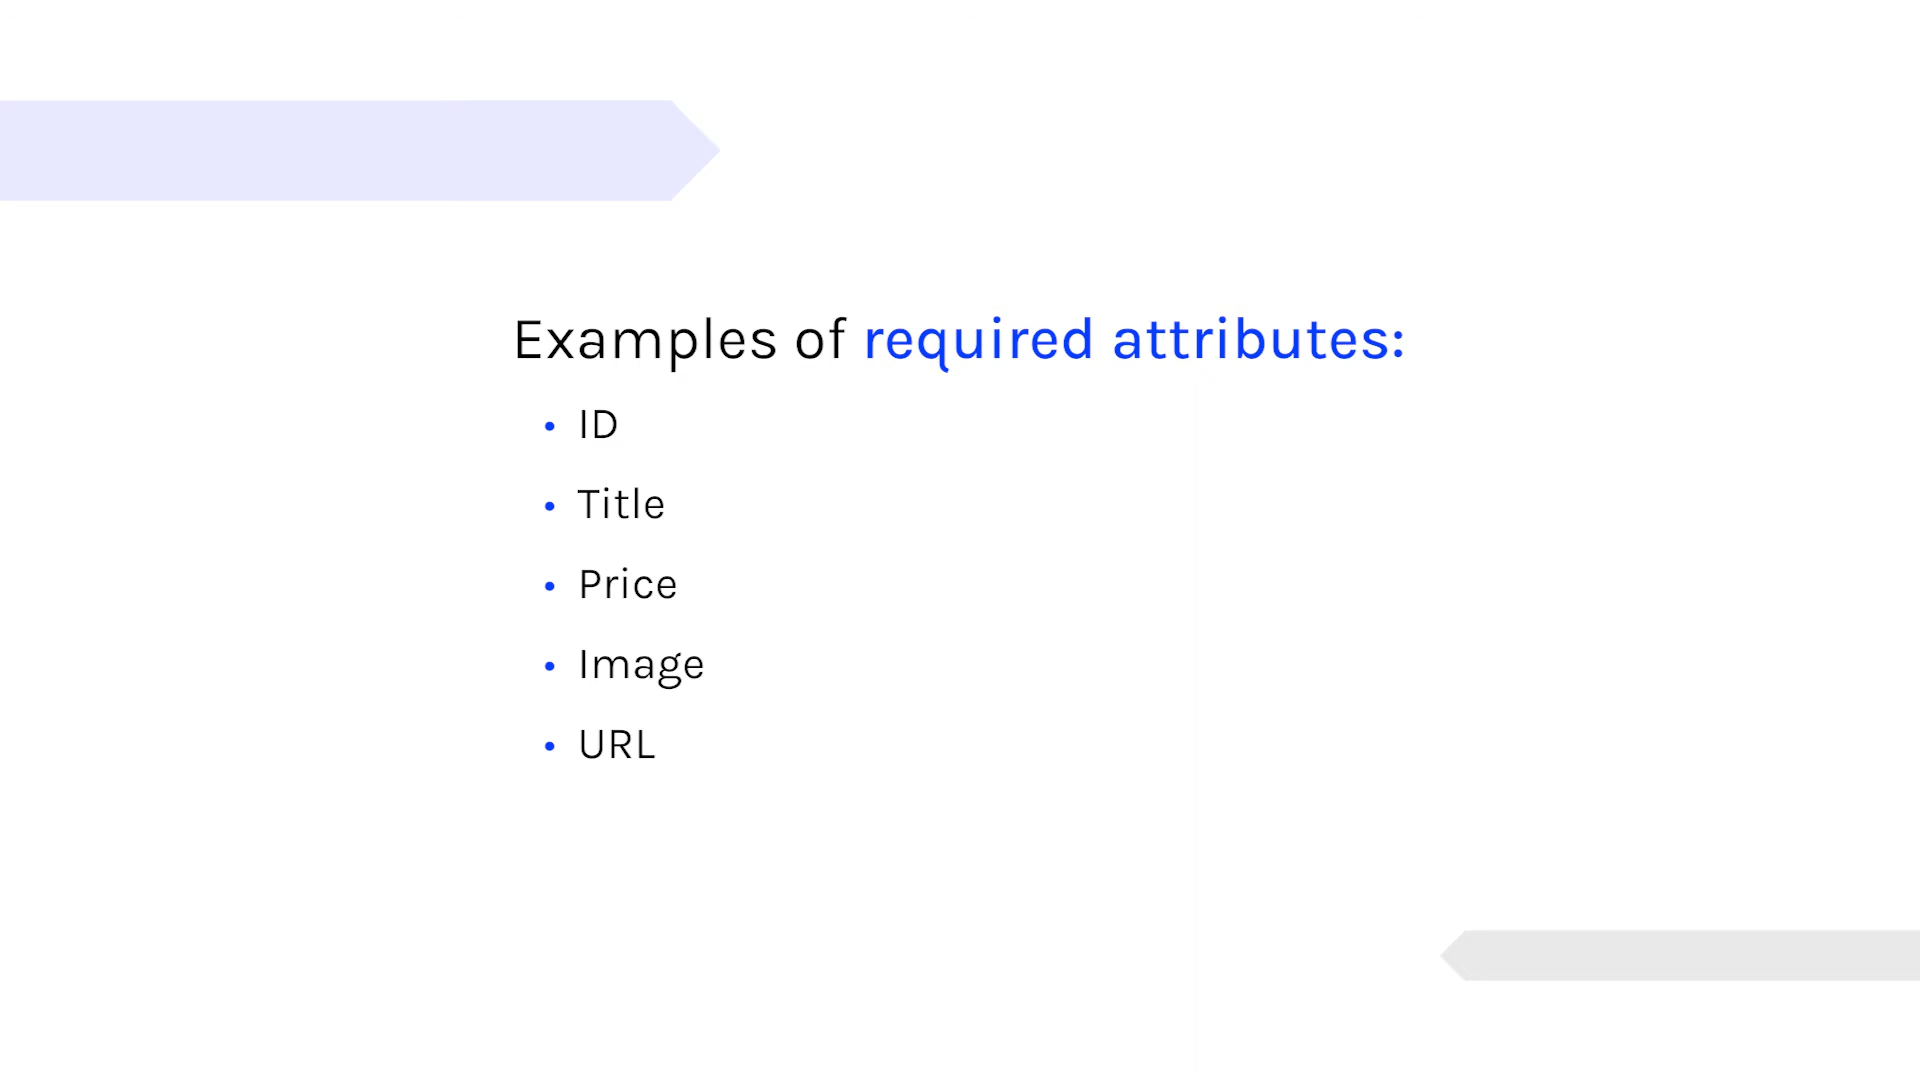 Examples of required attributes:
• ID
• Title
• Price
• Image
• URL